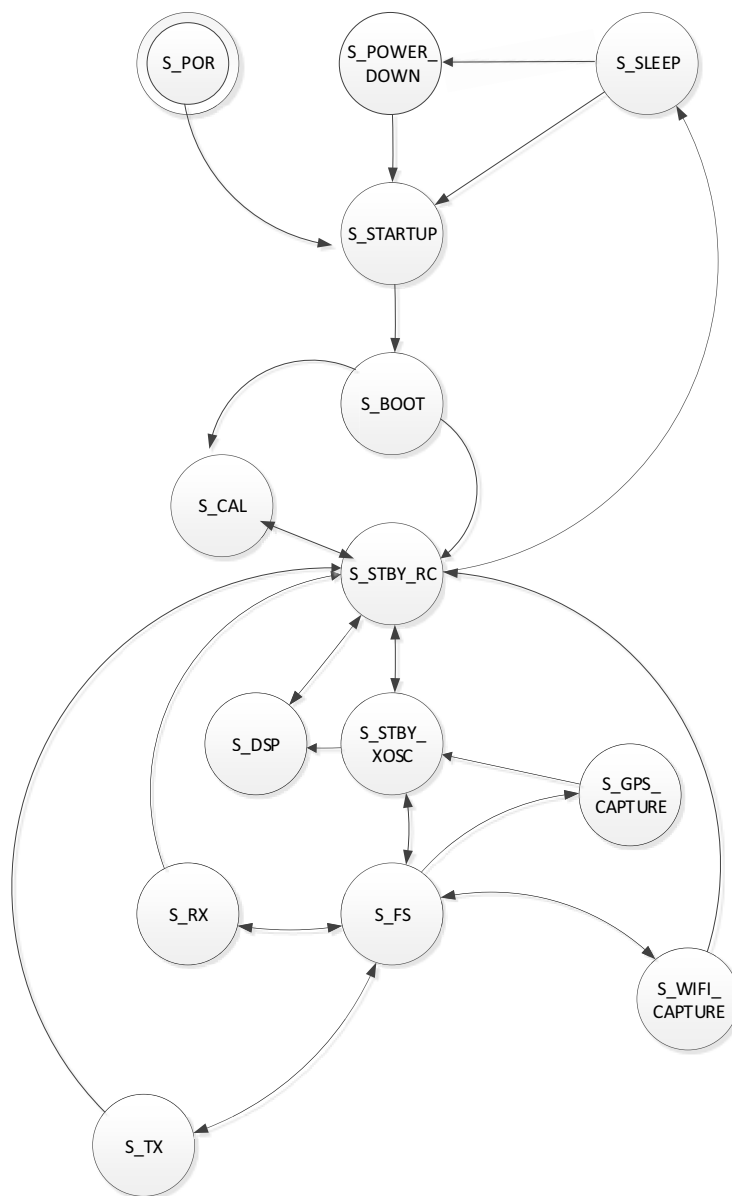 S_POR
S_POWER_
DOWN
S_SLEEP
S_STARTUP
S_BOOT
S_CAL
S_STBY_RC
S_DSP
S_STBY_
XOSC
S_GPS_
CAPTURE
S_RX
S_FS
S_WIFI_
CAPTURE
S_TX